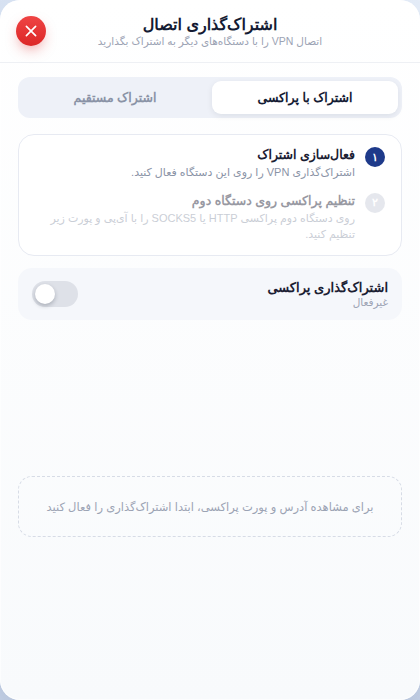 اشتراک‌گذاری اتصال
اتصال VPN را با دستگاه‌های دیگر به اشتراک بگذارید
اشتراک با پراکسی
اشتراک مستقیم
۱
فعال‌سازی اشتراک
اشتراک‌گذاری VPN را روی این دستگاه فعال کنید.
۲
تنظیم پراکسی روی دستگاه دوم
روی دستگاه دوم پراکسی HTTP یا SOCKS5 را با آی‌پی و پورت زیر
تنظیم کنید.
اشتراک‌گذاری پراکسی
غیرفعال
برای مشاهده آدرس و پورت پراکسی، ابتدا اشتراک‌گذاری را فعال کنید